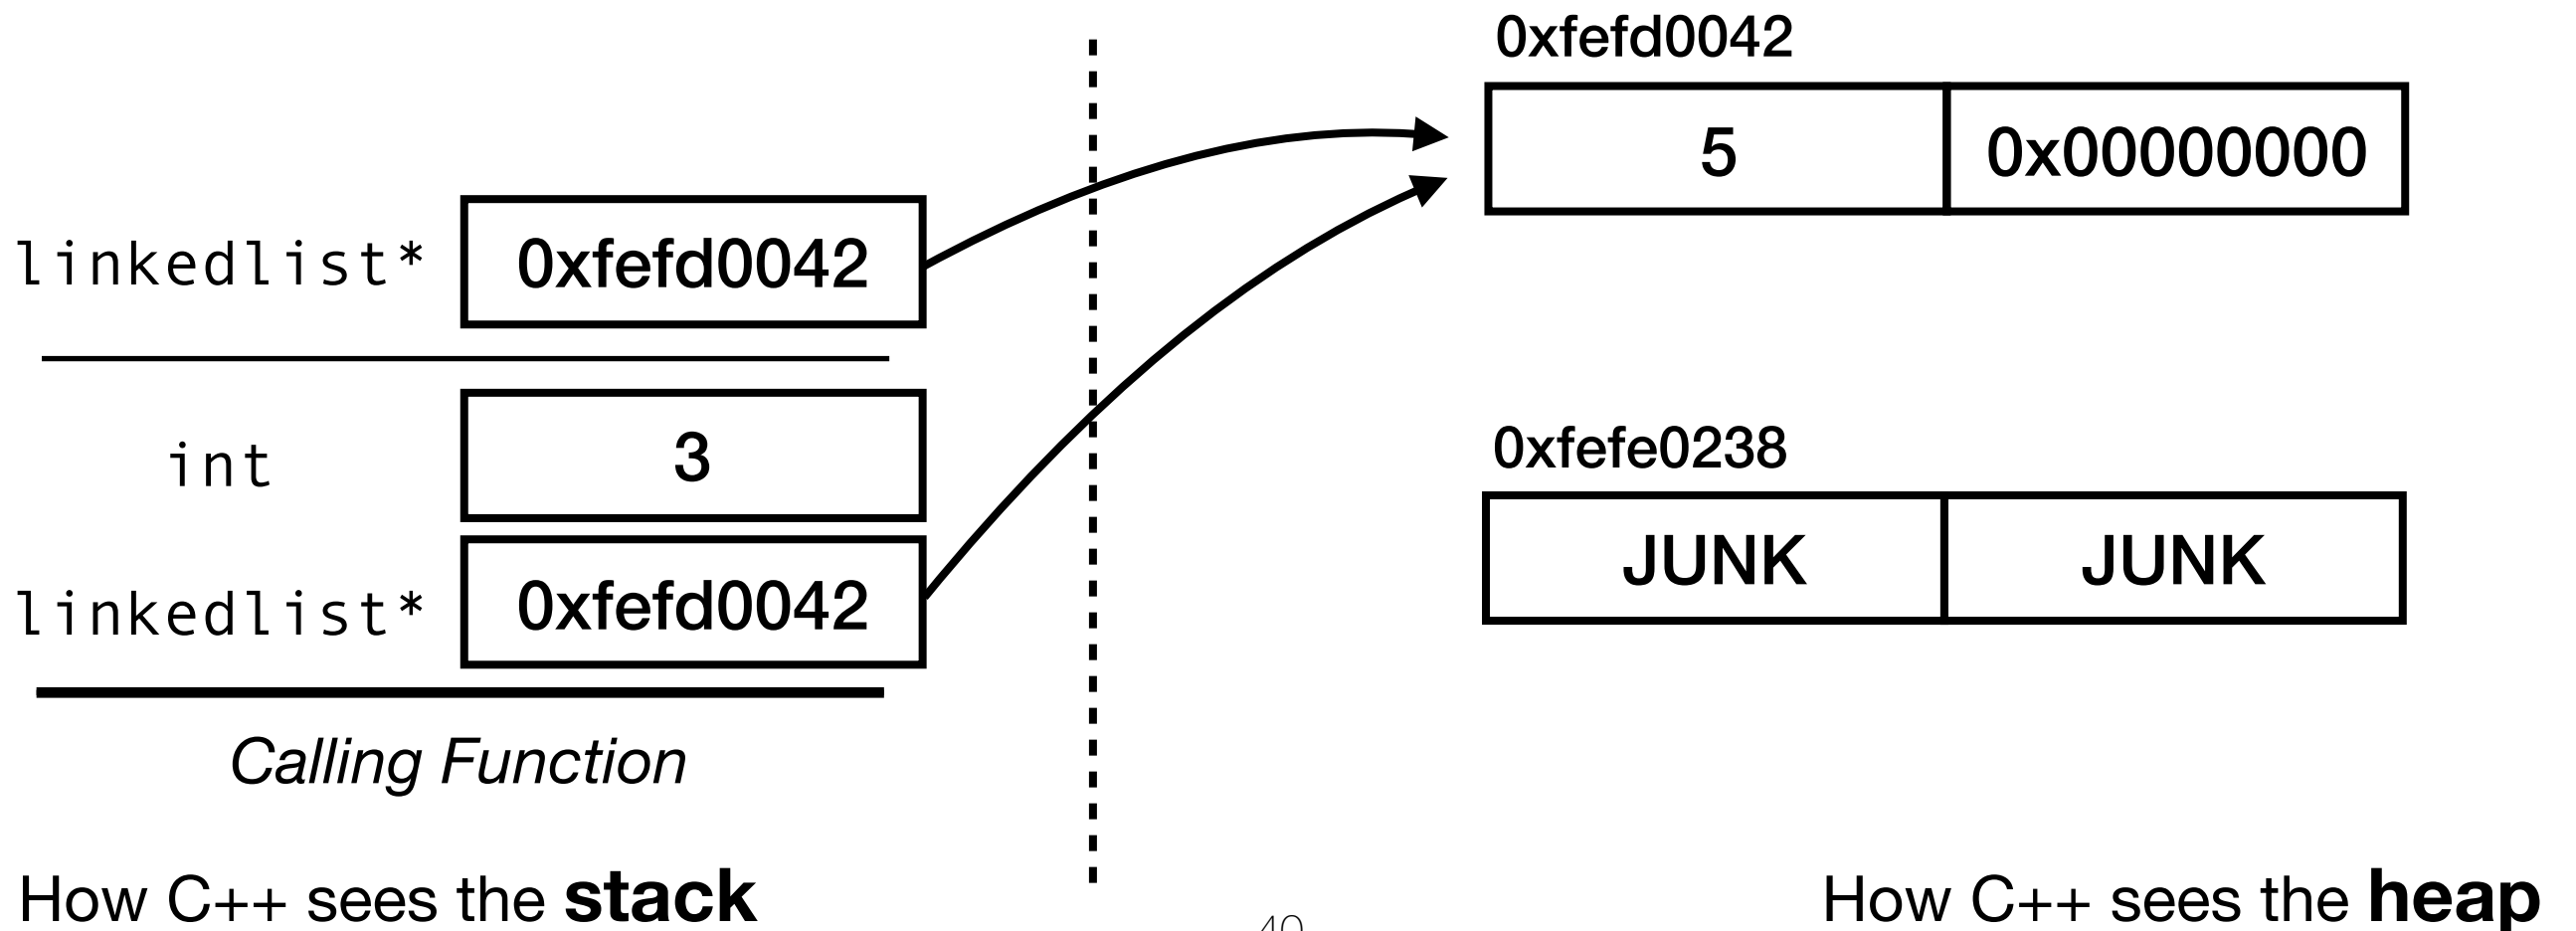 0xfefd0042
5 0x00000000
linkedlist* 0xfefd0042
int 3
0xfefe0238
JUNK JUNK
linkedlist* 0xfefd0042
Calling Function
How C++ sees the stack
How C++ sees the heap
40